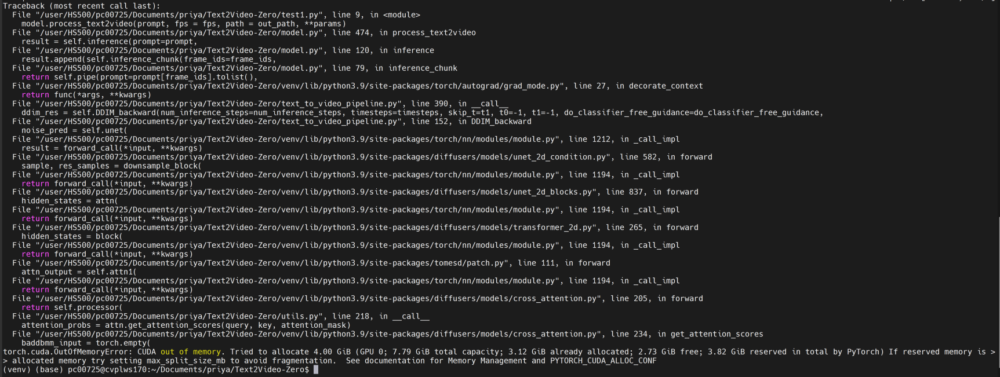 Traceback (most recent call last):
  File "/user/HS500/pc00725/Documents/priya/Text2Video-Zero/test1.py", line 9, in <module>
    model.process_text2video(prompt, fps = fps, path = out_path, **params)
  File "/user/HS500/pc00725/Documents/priya/Text2Video-Zero/model.py", line 474, in process_text2video
    result = self.inference(prompt=prompt,
  File "/user/HS500/pc00725/Documents/priya/Text2Video-Zero/model.py", line 120, in inference
    result.append(self.inference_chunk(frame_ids=frame_ids,
  File "/user/HS500/pc00725/Documents/priya/Text2Video-Zero/model.py", line 79, in inference_chunk
    return self.pipe(prompt=prompt[frame_ids].tolist(),
  File "/user/HS500/pc00725/Documents/priya/Text2Video-Zero/venv/lib/python3.9/site-packages/torch/autograd/grad_mode.py", line 27, in decorate_context
    return func(*args, **kwargs)
  File "/user/HS500/pc00725/Documents/priya/Text2Video-Zero/text_to_video_pipeline.py", line 390, in __call__
    ddim_res = self.DDIM_backward(num_inference_steps=num_inference_steps, timesteps=timesteps, skip_t=t1, t0=-1, t1=-1, do_classifier_free_guidance=do_classifier_free_guidance,
  File "/user/HS500/pc00725/Documents/priya/Text2Video-Zero/text_to_video_pipeline.py", line 152, in DDIM_backward
    noise_pred = self.unet(
  File "/user/HS500/pc00725/Documents/priya/Text2Video-Zero/venv/lib/python3.9/site-packages/torch/nn/modules/module.py", line 1212, in _call_impl
    result = forward_call(*input, **kwargs)
  File "/user/HS500/pc00725/Documents/priya/Text2Video-Zero/venv/lib/python3.9/site-packages/diffusers/models/unet_2d_condition.py", line 582, in forward
    sample, res_samples = downsample_block(
  File "/user/HS500/pc00725/Documents/priya/Text2Video-Zero/venv/lib/python3.9/site-packages/torch/nn/modules/module.py", line 1194, in _call_impl
    return forward_call(*input, **kwargs)
  File "/user/HS500/pc00725/Documents/priya/Text2Video-Zero/venv/lib/python3.9/site-packages/diffusers/models/unet_2d_blocks.py", line 837, in forward
    hidden_states = attn(
  File "/user/HS500/pc00725/Documents/priya/Text2Video-Zero/venv/lib/python3.9/site-packages/torch/nn/modules/module.py", line 1194, in _call_impl
    return forward_call(*input, **kwargs)
  File "/user/HS500/pc00725/Documents/priya/Text2Video-Zero/venv/lib/python3.9/site-packages/diffusers/models/transformer_2d.py", line 265, in forward
    hidden_states = block(
  File "/user/HS500/pc00725/Documents/priya/Text2Video-Zero/venv/lib/python3.9/site-packages/torch/nn/modules/module.py", line 1194, in _call_impl
    return forward_call(*input, **kwargs)
  File "/user/HS500/pc00725/Documents/priya/Text2Video-Zero/venv/lib/python3.9/site-packages/tomesd/patch.py", line 111, in forward
    attn_output = self.attn1(
  File "/user/HS500/pc00725/Documents/priya/Text2Video-Zero/venv/lib/python3.9/site-packages/torch/nn/modules/module.py", line 1194, in _call_impl
    return forward_call(*input, **kwargs)
  File "/user/HS500/pc00725/Documents/priya/Text2Video-Zero/venv/lib/python3.9/site-packages/diffusers/models/cross_attention.py", line 205, in forward
    return self.processor(
  File "/user/HS500/pc00725/Documents/priya/Text2Video-Zero/utils.py", line 218, in __call__
    attention_probs = attn.get_attention_scores(query, key, attention_mask)
  File "/user/HS500/pc00725/Documents/priya/Text2Video-Zero/venv/lib/python3.9/site-packages/diffusers/models/cross_attention.py", line 234, in get_attention_scores
    baddbmm_input = torch.empty(
torch.cuda.OutOfMemoryError: CUDA out of memory. Tried to allocate 4.00 GiB (GPU 0; 7.79 GiB total capacity; 3.12 GiB already allocated; 2.73 GiB free; 3.82 GiB reserved in total by PyTorch) If reserved memory is >
> allocated memory try setting max_split_size_mb to avoid fragmentation.  See documentation for Memory Management and PYTORCH_CUDA_ALLOC_CONF
(venv) (base) pc00725@cvplws170:~/Documents/priya/Text2Video-Zero$